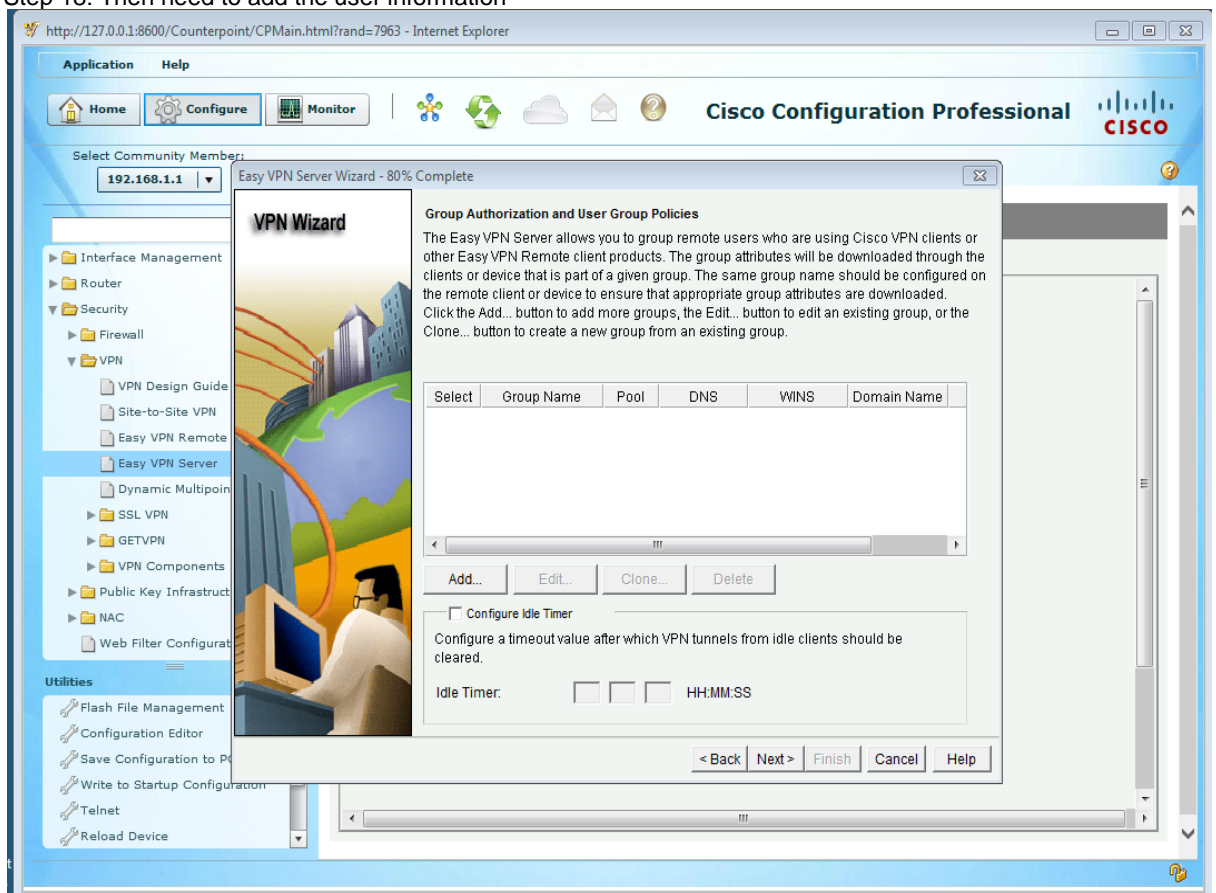 Step 18: Then need to add the user information
http://127.0.0.1:8600/Counterpoint/CPMain.html?rand=7963 - Internet Explorer
Application Help
Home Configure Monitor Cisco Configuration Professional
CISCO
Select Community Member:
192.168.1.1
Interface Management
Router
Security
Firewall
VPN
VPN Design Guide
Site-to-Site VPN
Easy VPN Remote
Easy VPN Server
Dynamic Multipoin
SSL VPN
GETVPN
VPN Components
Public Key Infrastruct
NAC
Web Filter Configurat
Utilities
Flash File Management
Configuration Editor
Save Configuration to P
Write to Startup Configuration
Telnet
Reload Device
Easy VPN Server Wizard - 80% Complete
VPN Wizard
Group Authorization and User Group Policies
The Easy VPN Server allows you to group remote users who are using Cisco VPN clients or
other Easy VPN Remote client products. The group attributes will be downloaded through the
clients or device that is part of a given group. The same group name should be configured on
the remote client or device to ensure that appropriate group attributes are downloaded.
Click the Add... button to add more groups, the Edit... button to edit an existing group, or the
Clone... button to create a new group from an existing group.
Select Group Name Pool DNS WINS Domain Name
Add... Edit... Clone... Delete
Configure Idle Timer
Configure a timeout value after which VPN tunnels from idle clients should be
cleared.
Idle Timer: HH:MM:SS
< Back Next > Finish Cancel Help